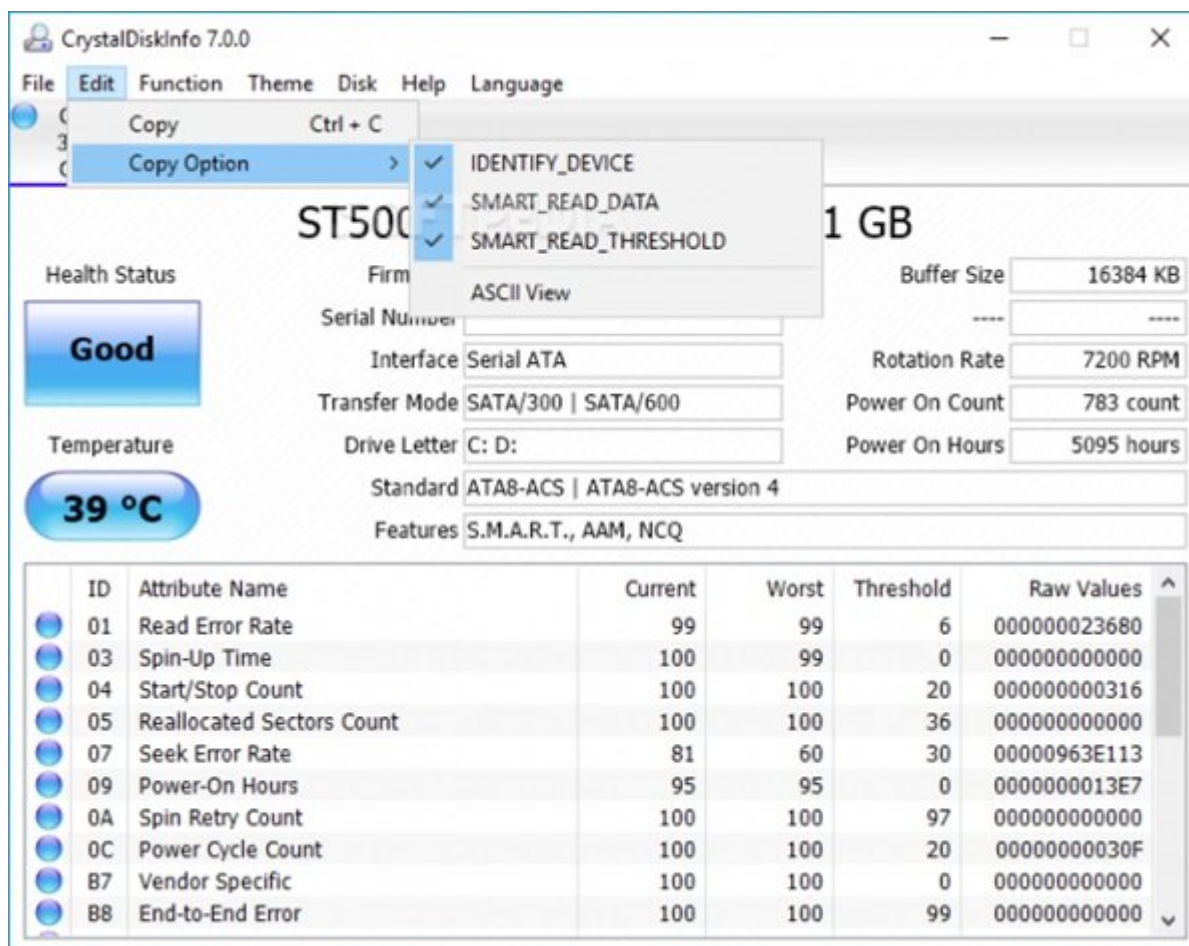 CrystalDiskInfo 7.0.0
File Edit Function Theme Disk Help Language
Copy Ctrl + C
Copy Option >
IDENTIFY_DEVICE
SMART_READ_DATA
SMART_READ_THRESHOLD
ASCII View
1 GB
Health Status
Good
Temperature
39 °C
Serial Number
Interface Serial ATA
Transfer Mode SATA/300 | SATA/600
Drive Letter C: D:
Standard ATA8-ACS | ATA8-ACS version 4
Features S.M.A.R.T., AAM, NCQ
Buffer Size 16384 KB
---- ----
Rotation Rate 7200 RPM
Power On Count 783 count
Power On Hours 5095 hours
ID Attribute Name Current Worst Threshold Raw Values
01 Read Error Rate 99 99 6 000000023680
03 Spin-Up Time 100 99 0 000000000000
04 Start/Stop Count 100 100 20 000000000316
05 Reallocated Sectors Count 100 100 36 000000000000
07 Seek Error Rate 81 60 30 00000963E113
09 Power-On Hours 95 95 0 0000000013E7
0A Spin Retry Count 100 100 97 000000000000
0C Power Cycle Count 100 100 20 00000000030F
B7 Vendor Specific 100 100 0 000000000000
B8 End-to-End Error 100 100 99 000000000000